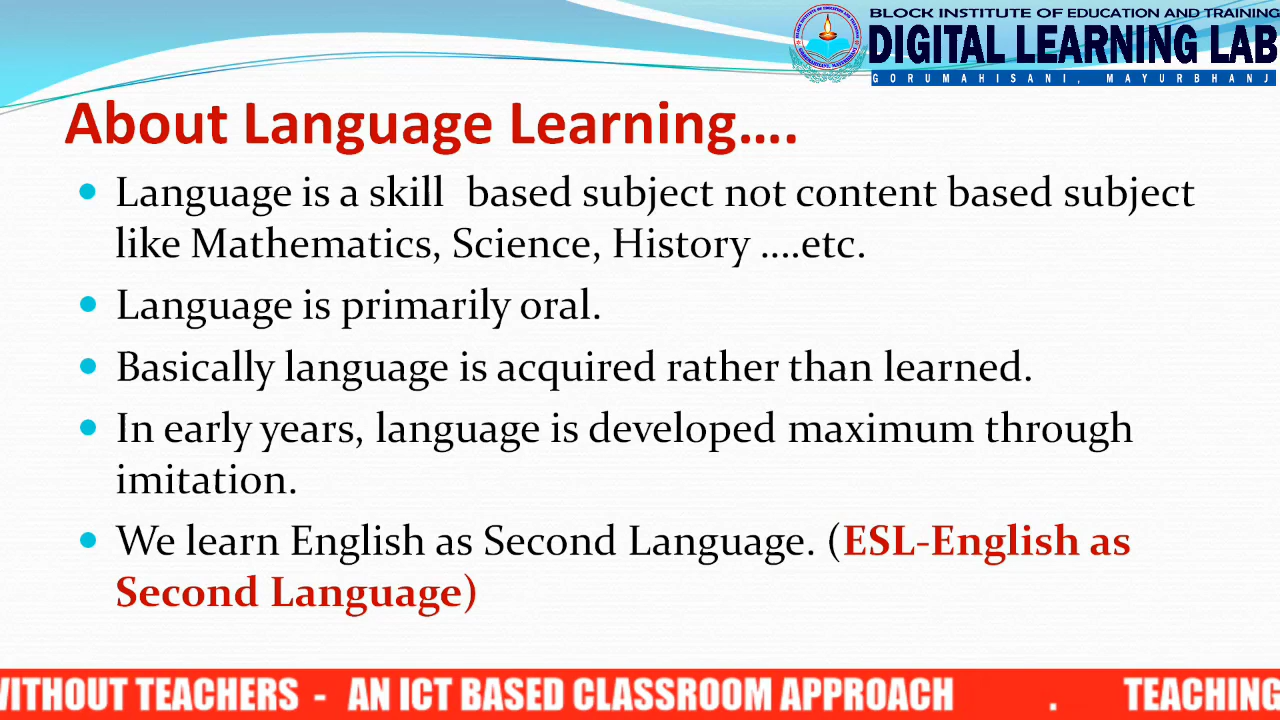 BLOCK INSTITUTE OF EDUCATION AND TRAINING
DIGITAL LEARNING LAB
GORUMAHISANI, MAYURBHANJ
About Language Learning....
Language is a skill based subject not content based subject
like Mathematics, Science, History ....etc.
Language is primarily oral.
Basically language is acquired rather than learned.
In early years, language is developed maximum through
imitation.
We learn English as Second Language. (ESL-English as
Second Language)
WITHOUT TEACHERS - AN ICT BASED CLASSROOM APPROACH . TEACHING